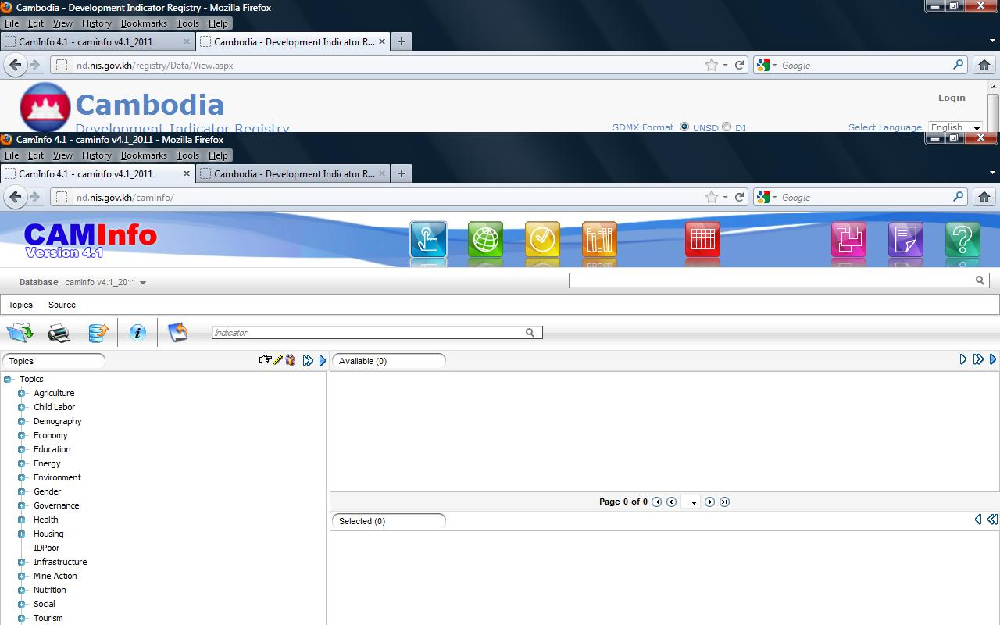 Cambodia - Development Indicator Registry - Mozilla Firefox
File Edit View History Bookmarks Tools Help
CamInfo 4.1 - caminfo v4.1_2011 Cambodia - Development Indicator R...
nd.nis.gov.kh/registry/Data/View.aspx Google
Cambodia Login
Development Indicator Registry SDMX Format UNSD DI Select Language English
CamInfo 4.1 - caminfo v4.1_2011 - Mozilla Firefox
File Edit View History Bookmarks Tools Help
CamInfo 4.1 - caminfo v4.1_2011 Cambodia - Development Indicator R...
nd.nis.gov.kh/caminfo/ Google
CAMInfo
Version 4.1
Database caminfo v4.1_2011
Topics Source
Indicator
Topics Available (0)
Topics
Agriculture
Child Labor
Demography
Economy
Education
Energy
Environment
Gender
Governance
Page 0 of 0
Health
Selected (0)
Housing
IDPoor
Infrastructure
Mine Action
Nutrition
Social
Tourism